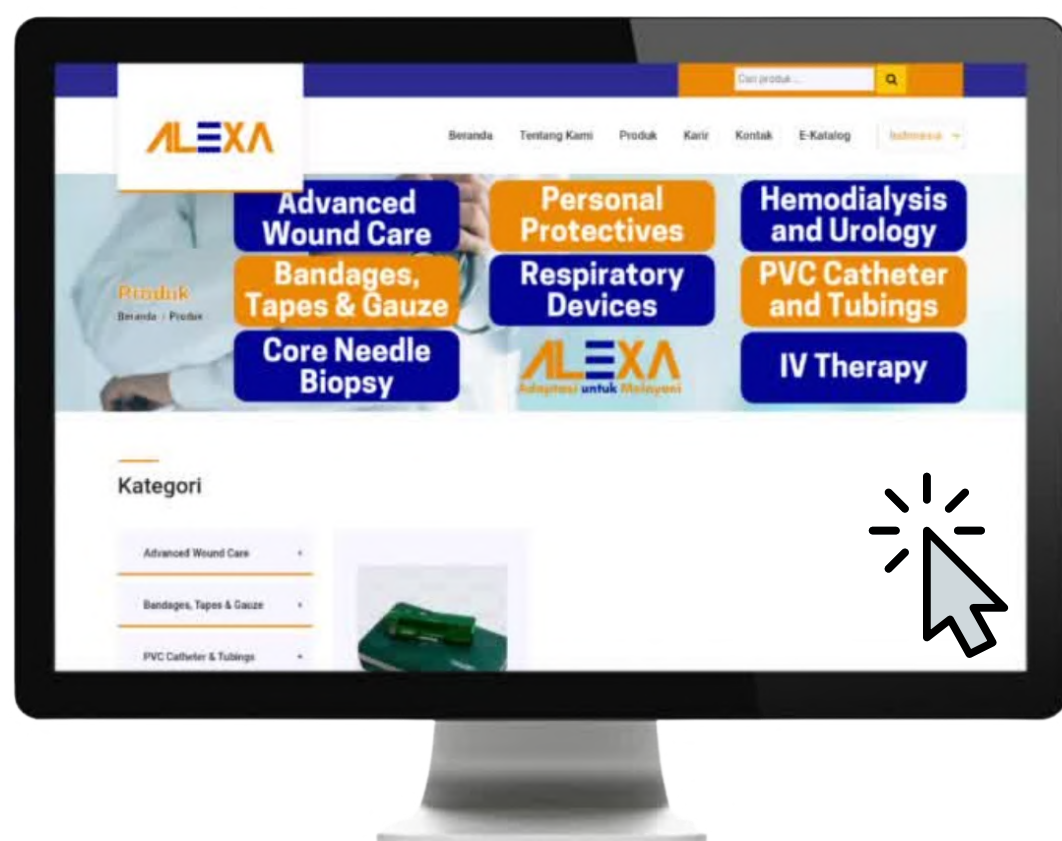 Cari produk ...
ALEXA
Beranda Tentang Kami Produk Karir Kontak E-Katalog Indonesia
Advanced
Wound Care
Personal
Protectives
Hemodialysis
and Urology
Produk
Beranda / Produk
Bandages,
Tapes & Gauze
Respiratory
Devices
PVC Catheter
and Tubings
Core Needle
Biopsy
ALEXA
Adaptasi untuk Melayani
IV Therapy
Kategori
Advanced Wound Care +
Bandages, Tapes & Gauze +
PVC Catheter & Tubings +